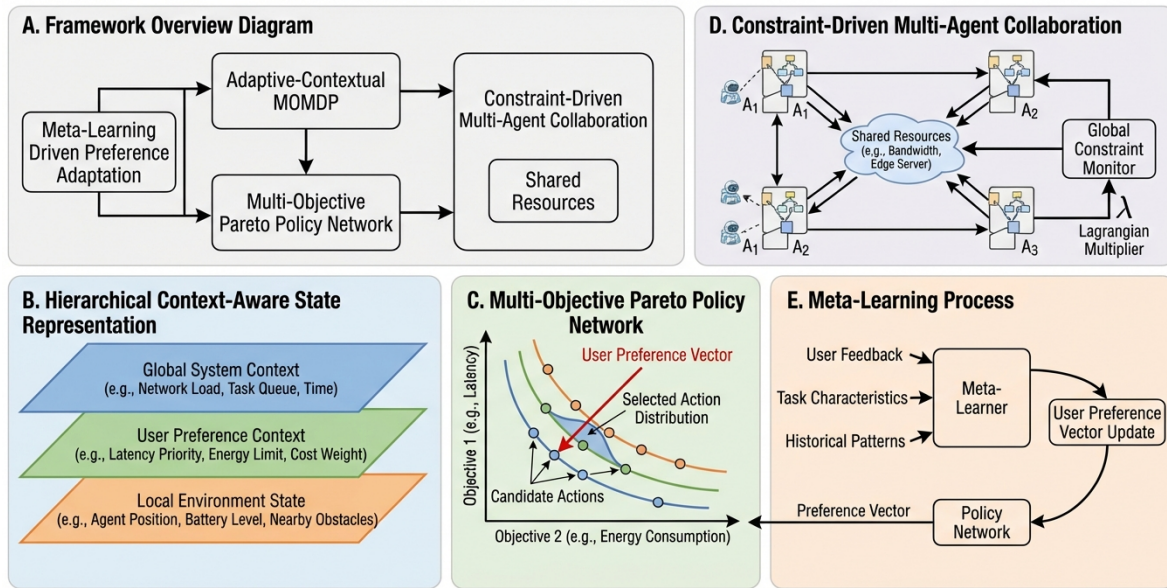 A. Framework Overview Diagram
Meta-Learning
Driven Preference
Adaptation
Adaptive-Contextual
MOMDP
Multi-Objective
Pareto Policy Network
Constraint-Driven
Multi-Agent Collaboration
Shared
Resources
D. Constraint-Driven Multi-Agent Collaboration
A1
A1
A2
Shared Resources
(e.g., Bandwidth,
Edge Server)
Global
Constraint
Monitor
A1
A2
A3
λ
Lagrangian
Multiplier
B. Hierarchical Context-Aware State
Representation
Global System Context
(e.g., Network Load, Task Queue, Time)
User Preference Context
(e.g., Latency Priority, Energy Limit, Cost Weight)
Local Environment State
(e.g., Agent Position, Battery Level, Nearby Obstacles)
C. Multi-Objective Pareto Policy
Network
User Preference Vector
Selected Action
Distribution
Candidate Actions
Objective 1 (e.g., Latency)
Objective 2 (e.g., Energy Consumption)
E. Meta-Learning Process
User Feedback
Task Characteristics
Historical Patterns
Meta-
Learner
User Preference
Vector Update
Preference Vector
Policy
Network